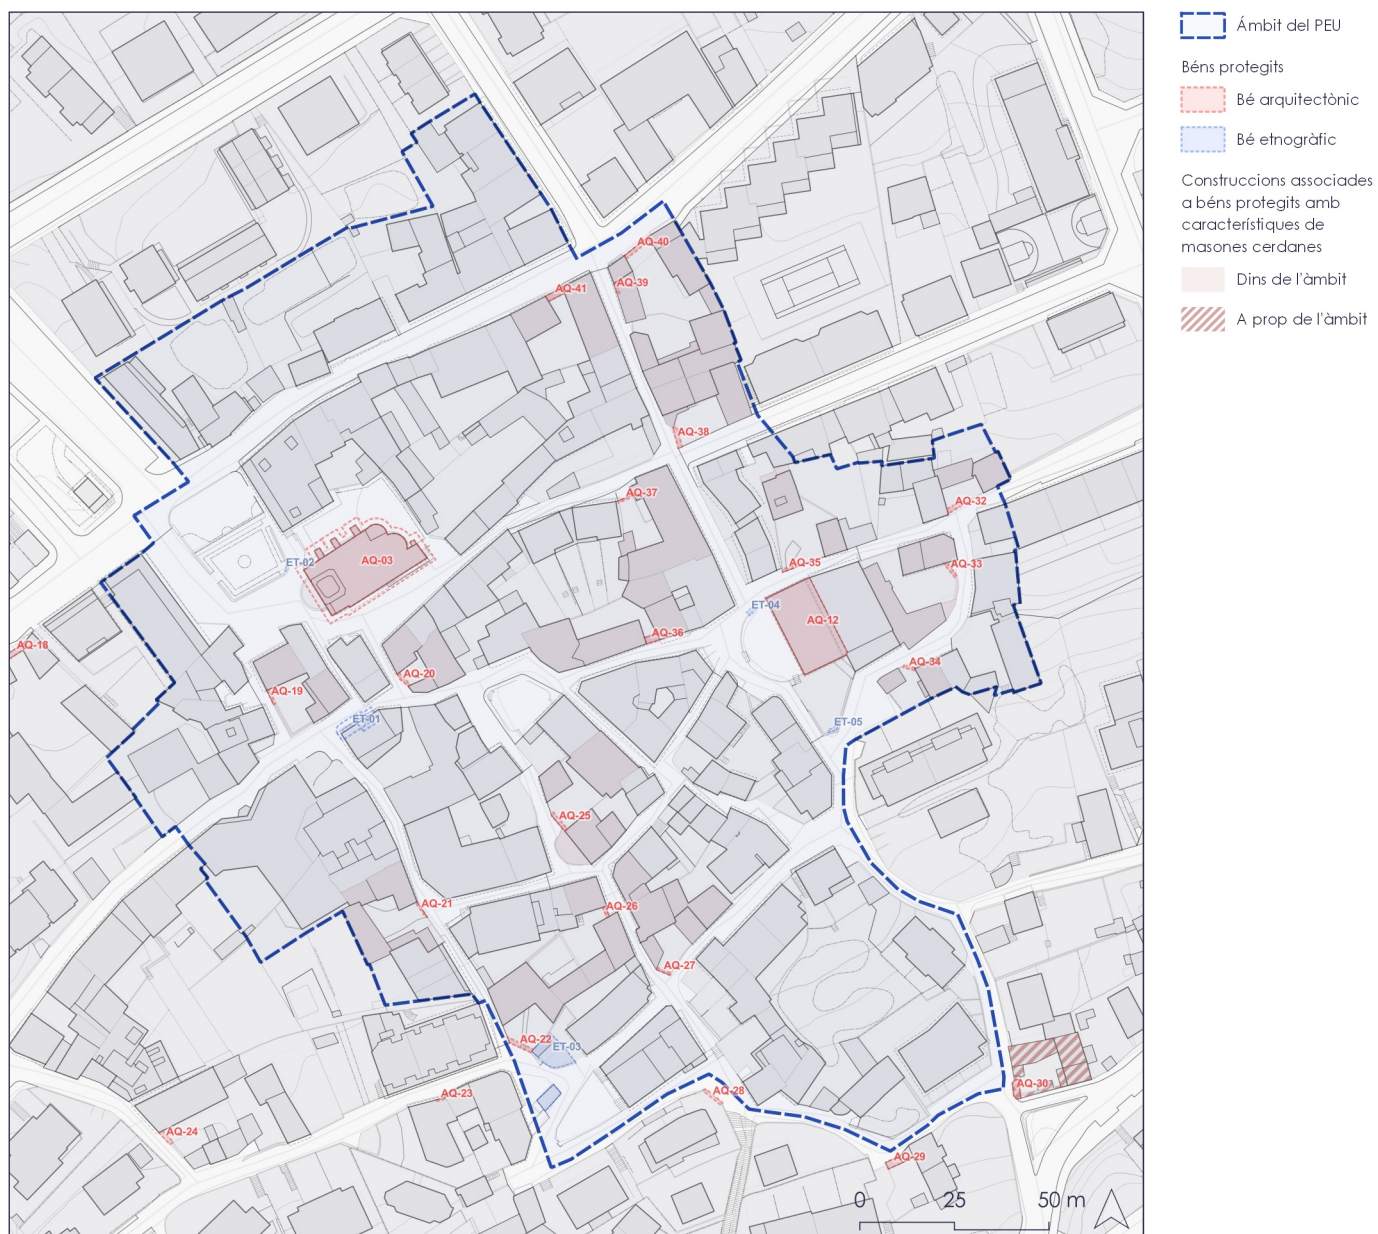 Ámbit del PEU
Béns protegits
Bé arquitectònic
Bé etnogràfic
Construccions associades
a béns protegits amb
característiques de
masones cerdanes
Dins de l'àmbit
A prop de l'àmbit
AQ-40
AQ-39
AQ-41
AQ-38
AQ-37
AQ-32
AQ-03
ET-02
AQ-35
AQ-33
ET-04
AQ-12
AQ-36
AQ-18
AQ-34
AQ-20
AQ-19
ET-01
ET-05
AQ-25
AQ-21
AQ-26
AQ-27
AQ-22
ET-03
AQ-30
AQ-23
AQ-28
AQ-24
AQ-29
0 25 50 m